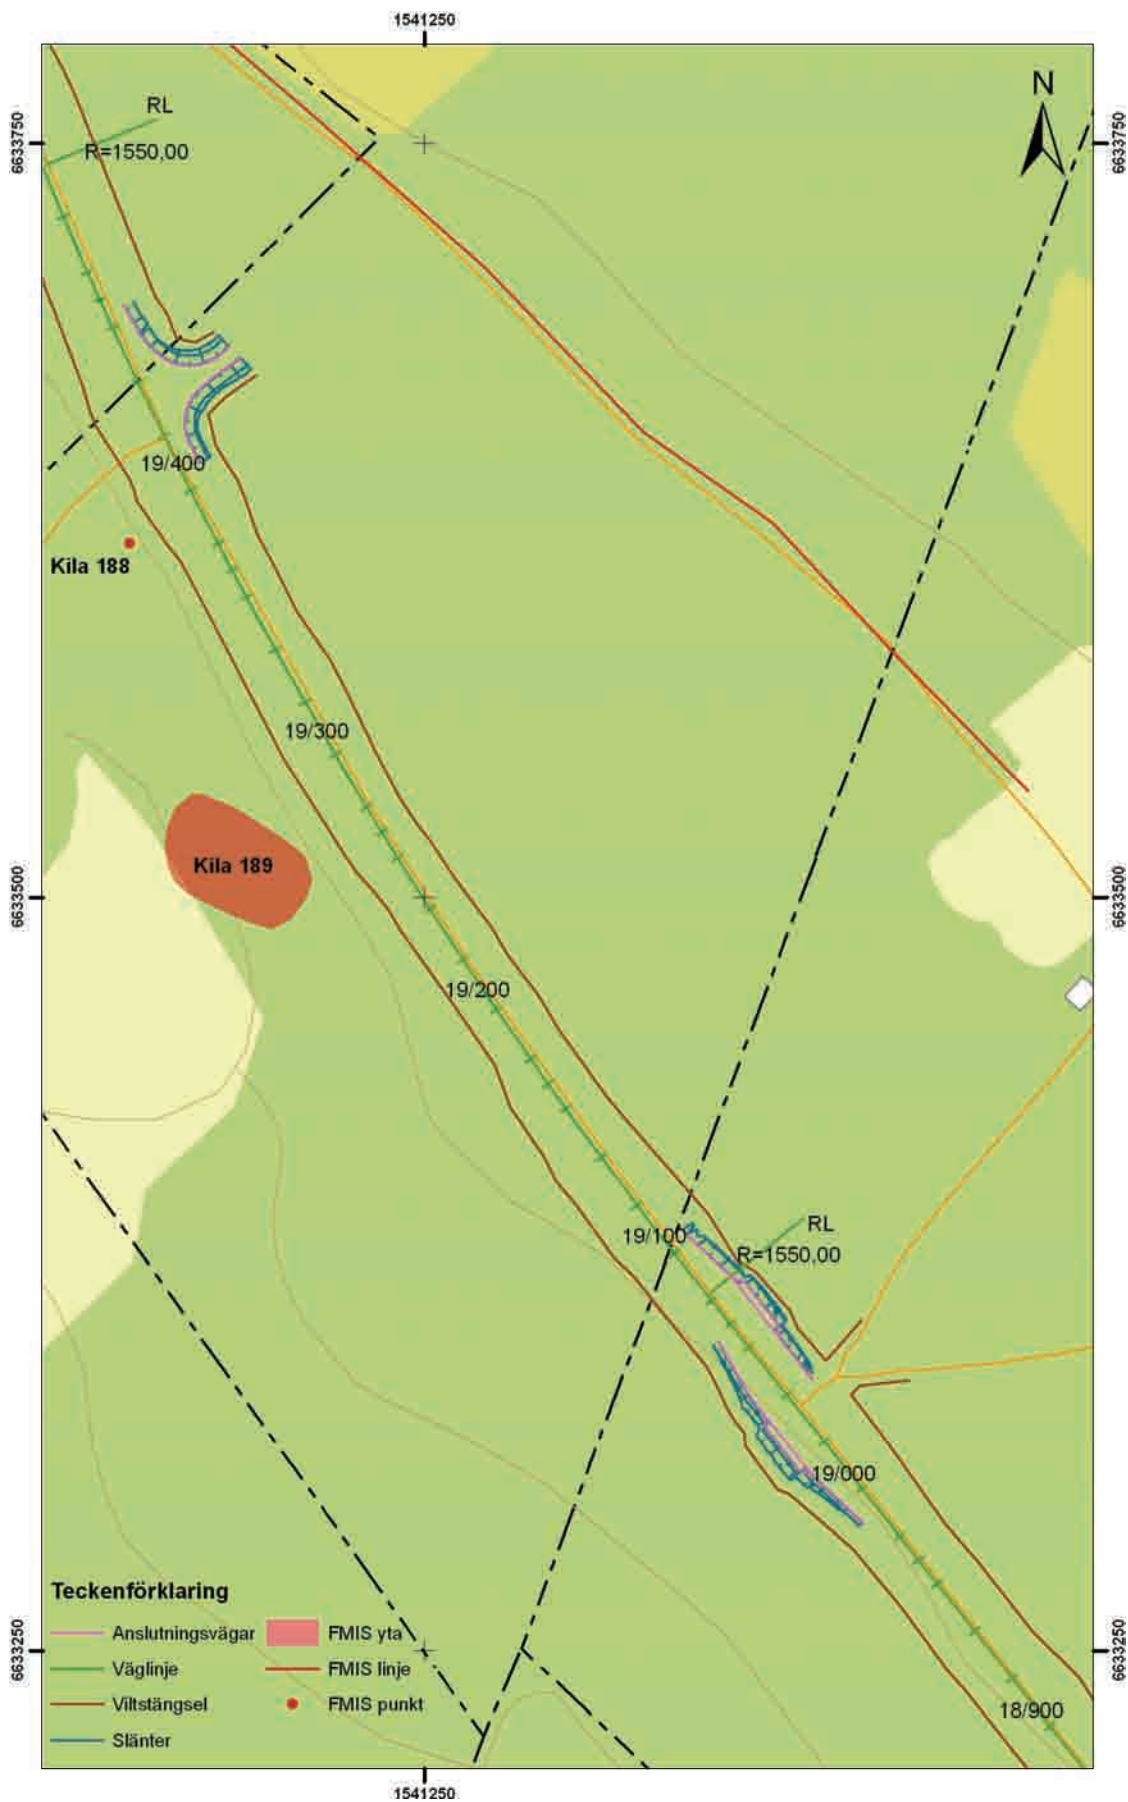 1541250
N
RL
R=1550,00
6633750
6633750
19/400
Kila 188
19/300
Kila 189
6633500
6633500
19/200
19/100
RL
R=1550,00
19/000
Teckenförklaring
Anslutningsvägar
FMIS yta
Väglinje
FMIS linje
Viltstängsel
FMIS punkt
Slänter
6633250
6633250
18/900
1541250